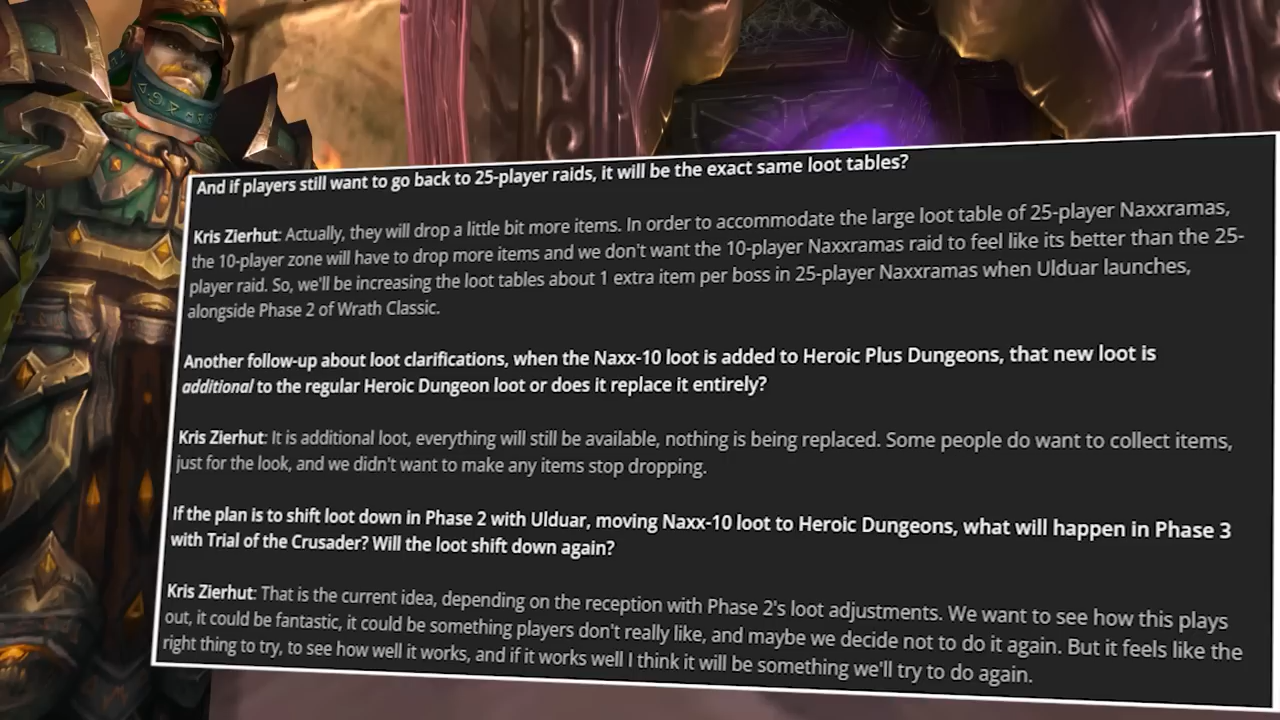 And if players still want to go back to 25-player raids, it will be the exact same loot tables?
Kris Zierhut: Actually, they will drop a little bit more items. In order to accommodate the large loot table of 25-player Naxxramas,
the 10-player zone will have to drop more items and we don't want the 10-player Naxxramas raid to feel like its better than the 25-
player raid. So, we'll be increasing the loot tables about 1 extra item per boss in 25-player Naxxramas when Ulduar launches,
alongside Phase 2 of Wrath Classic.
Another follow-up about loot clarifications, when the Naxx-10 loot is added to Heroic Plus Dungeons, that new loot is
additional to the regular Heroic Dungeon loot or does it replace it entirely?
Kris Zierhut: It is additional loot, everything will still be available, nothing is being replaced. Some people do want to collect items,
just for the look, and we didn't want to make any items stop dropping.
If the plan is to shift loot down in Phase 2 with Ulduar, moving Naxx-10 loot to Heroic Dungeons, what will happen in Phase 3
with Trial of the Crusader? Will the loot shift down again?
Kris Zierhut: That is the current idea, depending on the reception with Phase 2's loot adjustments. We want to see how this plays
out, it could be fantastic, it could be something players don't really like, and maybe we decide not to do it again. But it feels like the
right thing to try, to see how well it works, and if it works well I think it will be something we'll try to do again.